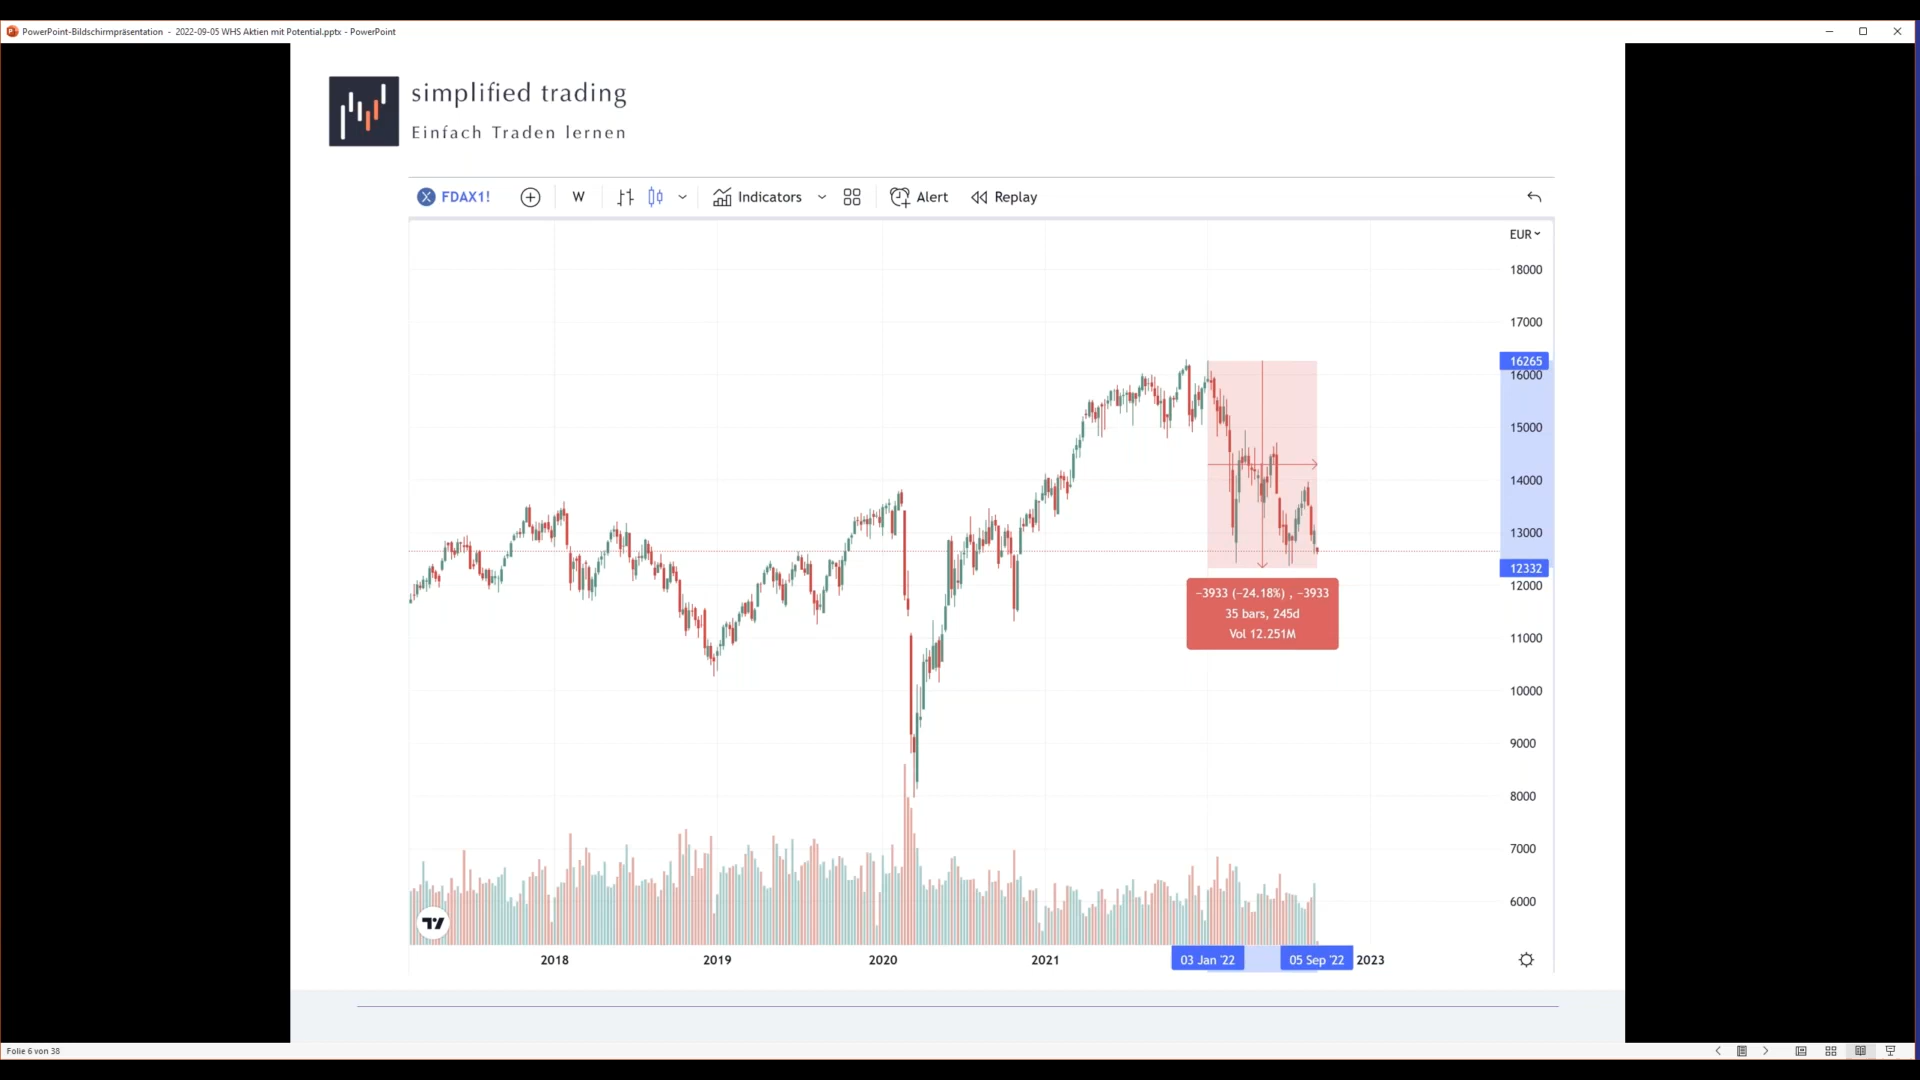 PowerPoint-Bildschirmpräsentation - 2022-09-05 WHS Aktien mit Potential.pptx - PowerPoint
simplified trading
Einfach Traden lernen
FDAX1! W Indicators Alert Replay
EUR
18000
17000
16265
16000
15000
14000
13000
12332
12000
11000
10000
9000
8000
7000
6000
−3933 (−24.18%) , −3933
35 bars, 245d
Vol 12.251M
2018 2019 2020 2021 03 Jan '22 05 Sep '22 2023
Folie 6 von 38